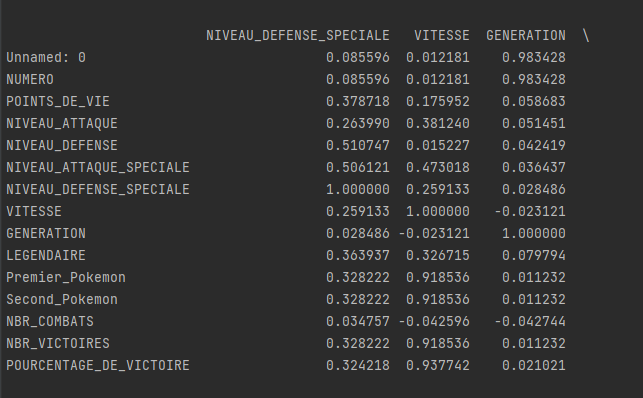 NIVEAU_DEFENSE_SPECIALE VITESSE GENERATION \
Unnamed: 0 0.085596 0.012181 0.983428
NUMERO 0.085596 0.012181 0.983428
POINTS_DE_VIE 0.378718 0.175952 0.058683
NIVEAU_ATTAQUE 0.263990 0.381240 0.051451
NIVEAU_DEFENSE 0.510747 0.015227 0.042419
NIVEAU_ATTAQUE_SPECIALE 0.506121 0.473018 0.036437
NIVEAU_DEFENSE_SPECIALE 1.000000 0.259133 0.028486
VITESSE 0.259133 1.000000 -0.023121
GENERATION 0.028486 -0.023121 1.000000
LEGENDAIRE 0.363937 0.326715 0.079794
Premier_Pokemon 0.328222 0.918536 0.011232
Second_Pokemon 0.328222 0.918536 0.011232
NBR_COMBATS 0.034757 -0.042596 -0.042744
NBR_VICTOIRES 0.328222 0.918536 0.011232
POURCENTAGE_DE_VICTOIRE 0.324218 0.937742 0.021021